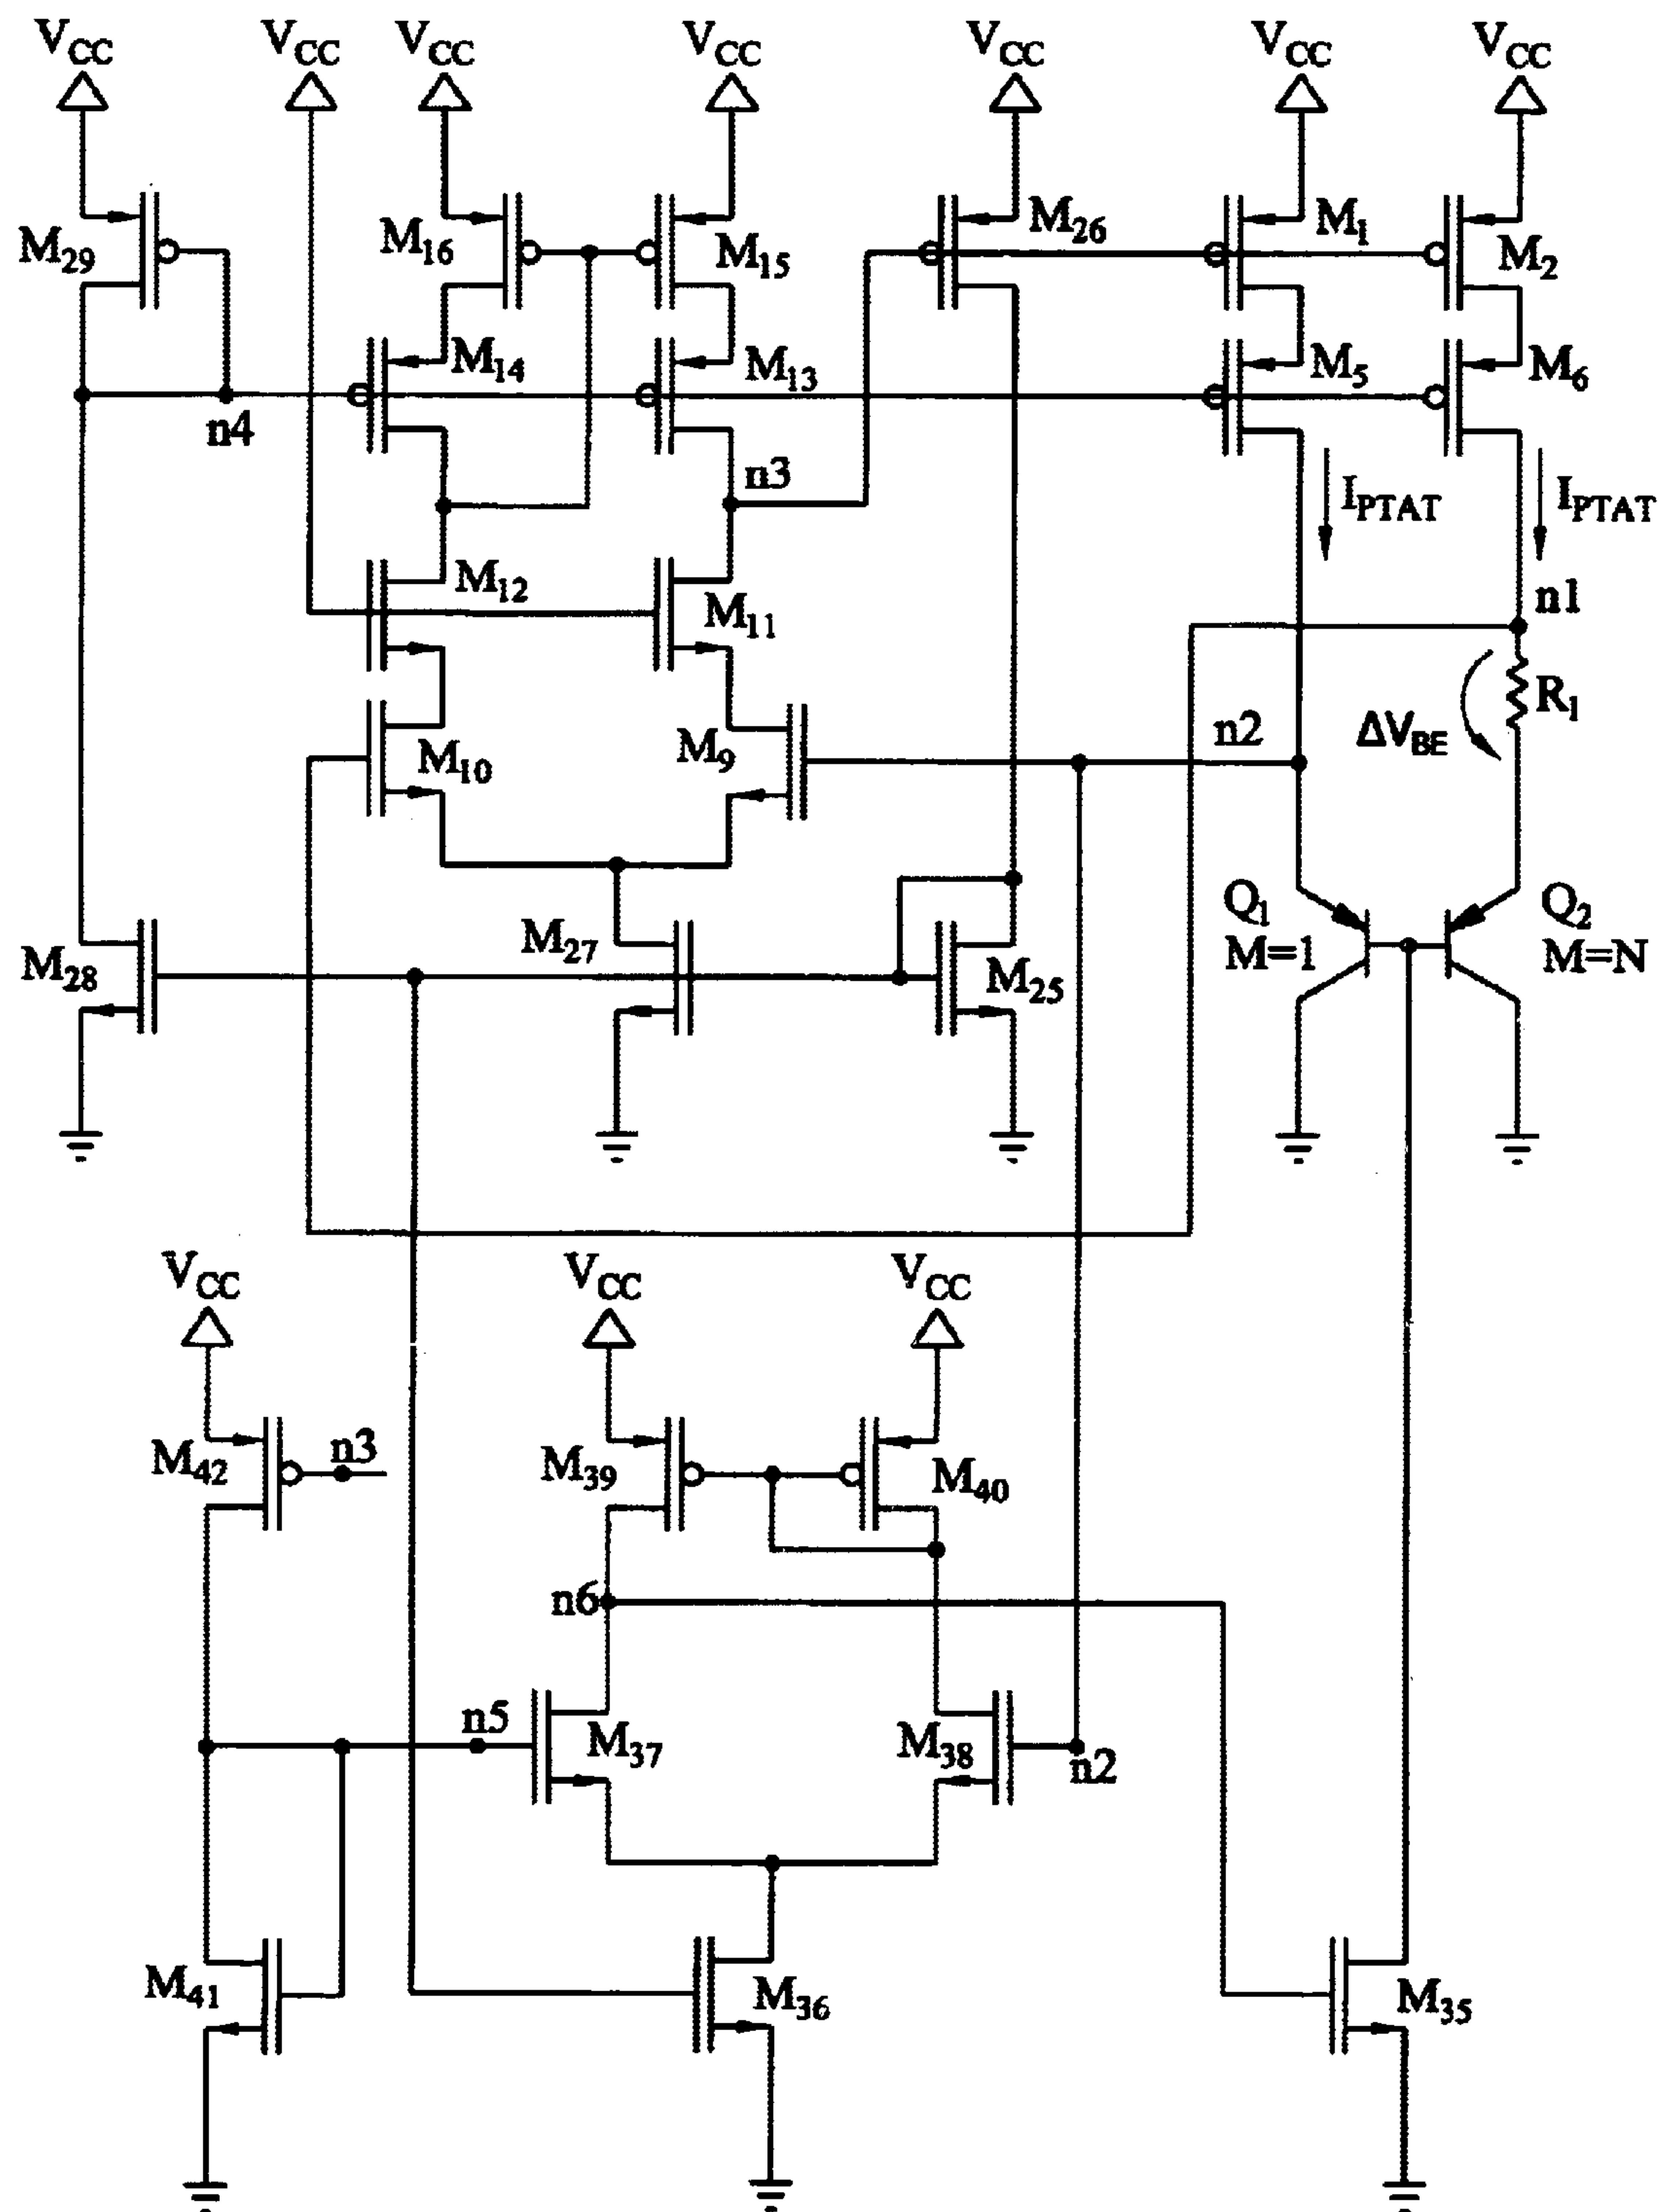 VCC VCC VCC VCC VCC VCC VCC
M29
M16
M15
M26
M1
M2
M14
M13
M5
M6
n4
n3
IPTAT
IPTAT
M12
M11
n1
R1
ΔVBE
M10
M9
n2
Q1
M=1
Q2
M=N
M28
M27
M25
VCC VCC VCC
M42
n3
M39
M40
n6
n5
M37
M38
n2
M41
M36
M35